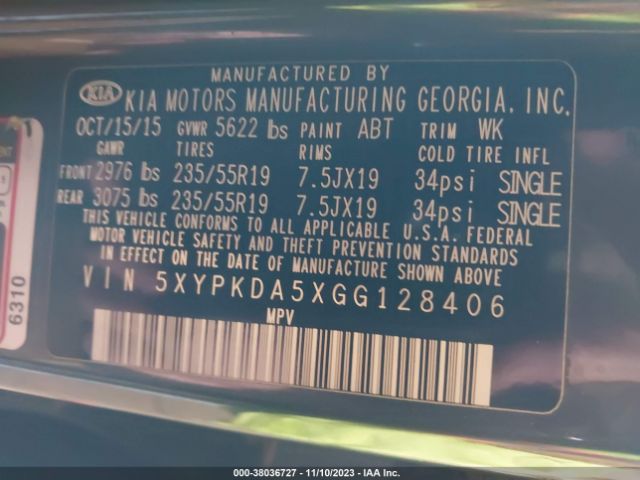 MANUFACTURED BY
KIA KIA MOTORS MANUFACTURING GEORGIA, INC.
OCT/15/15 GVWR 5622 lbs PAINT ABT TRIM WK
GAWR TIRES RIMS COLD TIRE INFL
FRONT 2976 lbs 235/55R19 7.5JX19 34psi SINGLE
REAR 3075 lbs 235/55R19 7.5JX19 34psi SINGLE
THIS VEHICLE CONFORMS TO ALL APPLICABLE U.S.A. FEDERAL
MOTOR VEHICLE SAFETY AND THEFT PREVENTION STANDARDS
IN EFFECT ON THE DATE OF MANUFACTURE SHOWN ABOVE
VIN 5XYPKDA5XGG128406
MPV
6310
000-38036727 - 11/10/2023 - IAA Inc.